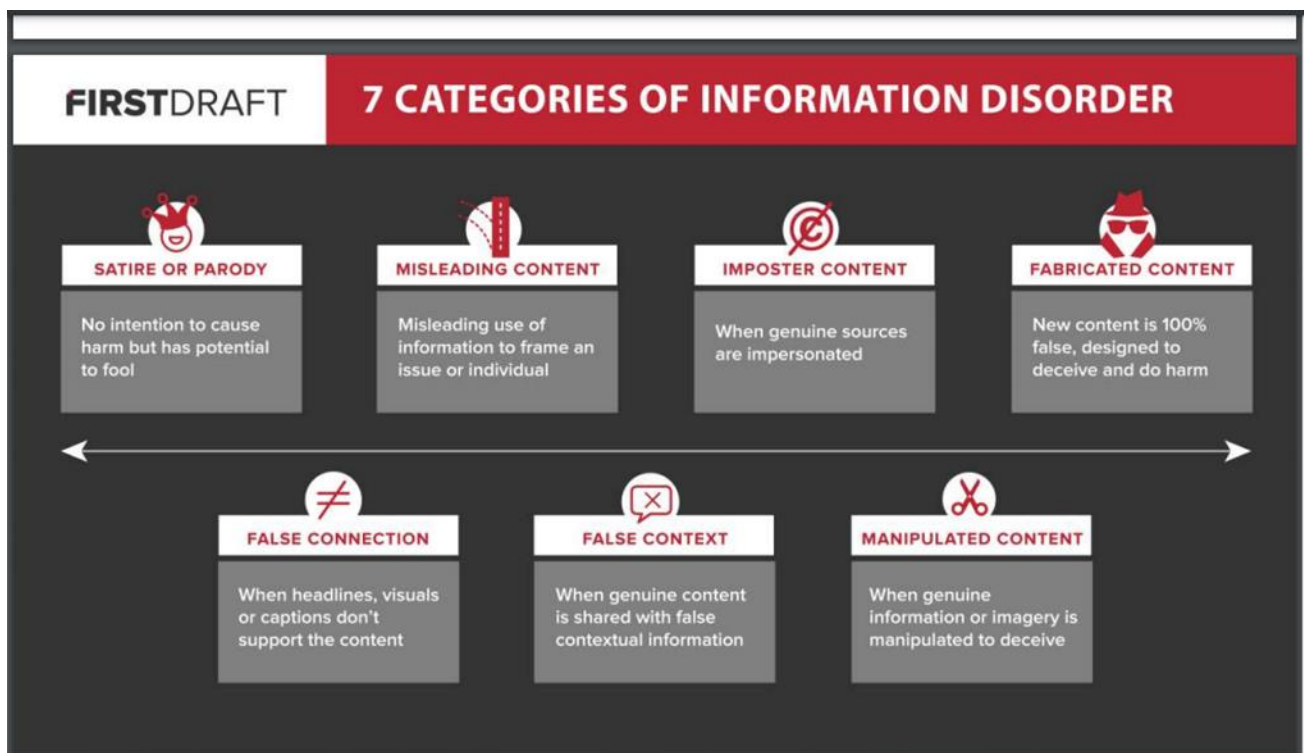 FIRSTDRAFT
7 CATEGORIES OF INFORMATION DISORDER
SATIRE OR PARODY
No intention to cause
harm but has potential
to fool
MISLEADING CONTENT
Misleading use of
information to frame an
issue or individual
IMPOSTER CONTENT
When genuine sources
are impersonated
FABRICATED CONTENT
New content is 100%
false, designed to
deceive and do harm
FALSE CONNECTION
When headlines, visuals
or captions don’t
support the content
FALSE CONTEXT
When genuine content
is shared with false
contextual information
MANIPULATED CONTENT
When genuine
information or imagery is
manipulated to deceive